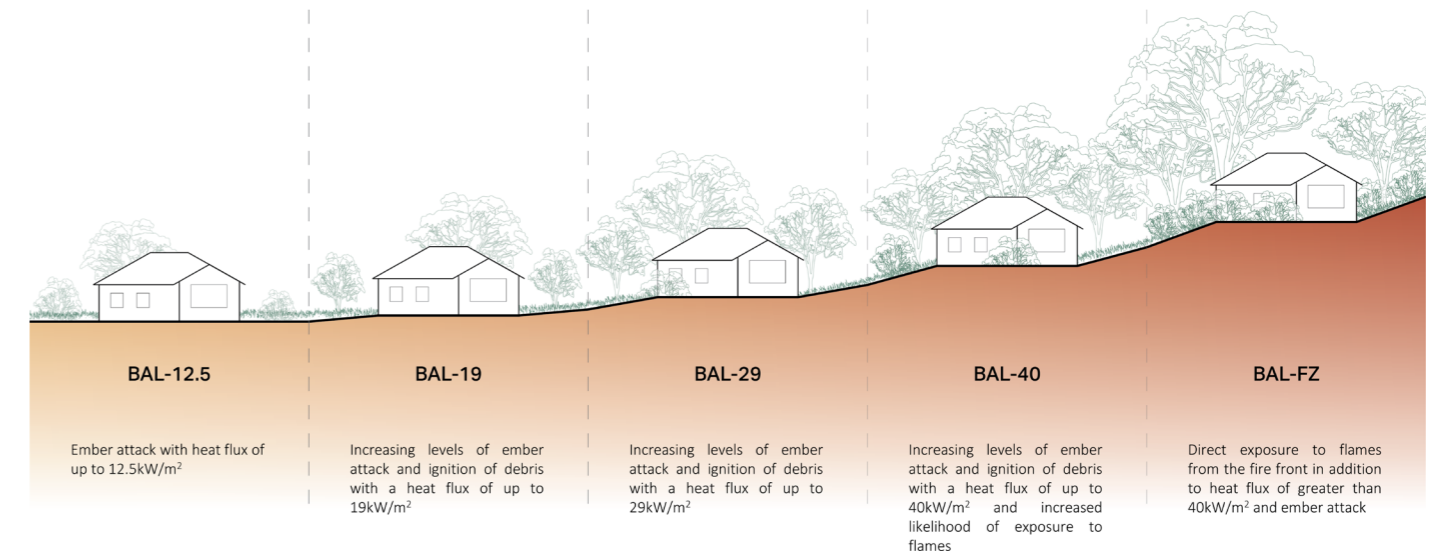 BAL-12.5
Ember attack with heat flux of
up to 12.5kW/m²
BAL-19
Increasing levels of ember
attack and ignition of debris
with a heat flux of up to
19kW/m²
BAL-29
Increasing levels of ember
attack and ignition of debris
with a heat flux of up to
29kW/m²
BAL-40
Increasing levels of ember
attack and ignition of debris
with a heat flux of up to
40kW/m² and increased
likelihood of exposure to
flames
BAL-FZ
Direct exposure to flames
from the fire front in addition
to heat flux of greater than
40kW/m² and ember attack